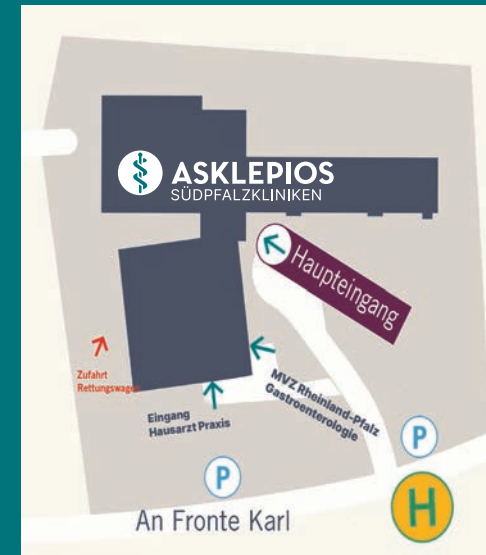 ASKLEPIOS
SÜDPFALZKLINIKEN
Haupteingang
Zufahrt
Rettungswagen
MVZ Rheinland-Pfalz
Gastroenterologie
Eingang
Hausarzt Praxis
P
P
H
An Fronte Karl